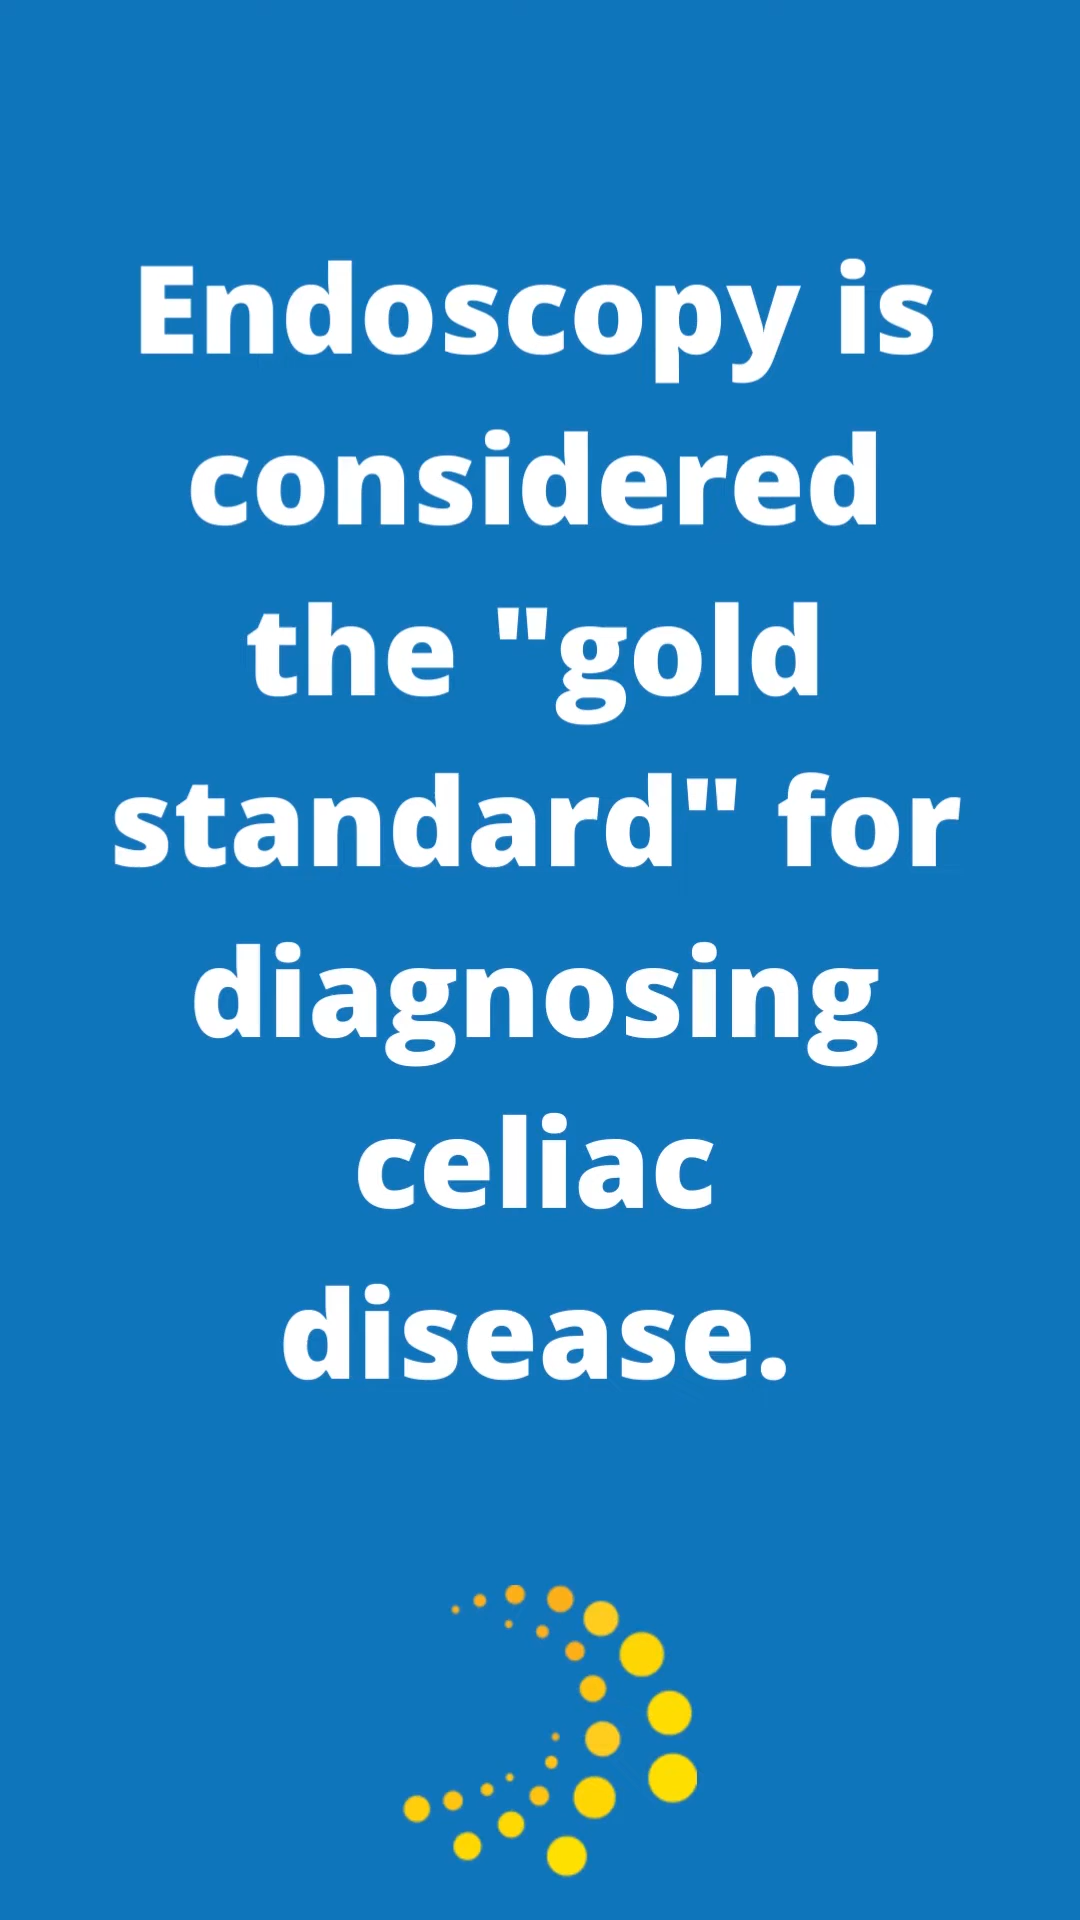 Endoscopy is
considered
the "gold
standard" for
diagnosing
celiac
disease.